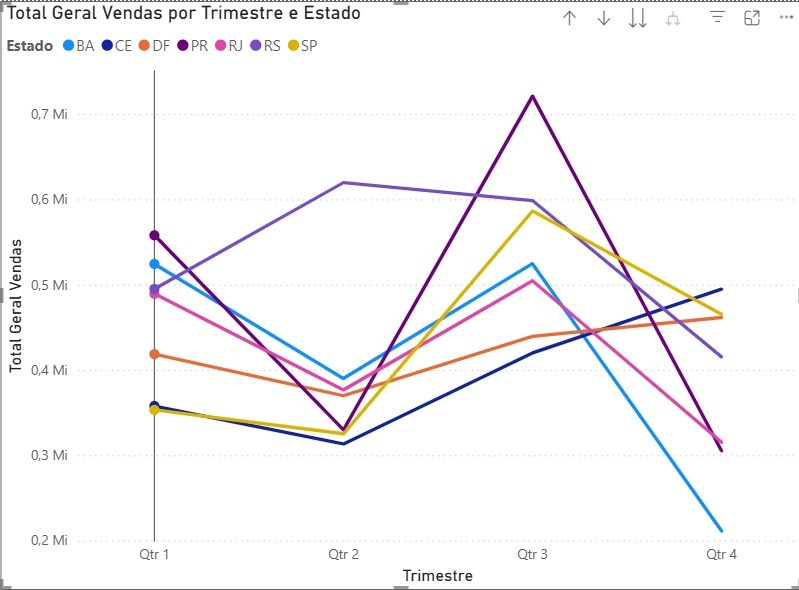 Total Geral Vendas por Trimestre e Estado
Estado BA CE DF PR RJ RS SP
0,7 Mi
0,6 Mi
0,5 Mi
0,4 Mi
0,3 Mi
0,2 Mi
Total Geral Vendas
Qtr 1 Qtr 2 Qtr 3 Qtr 4
Trimestre